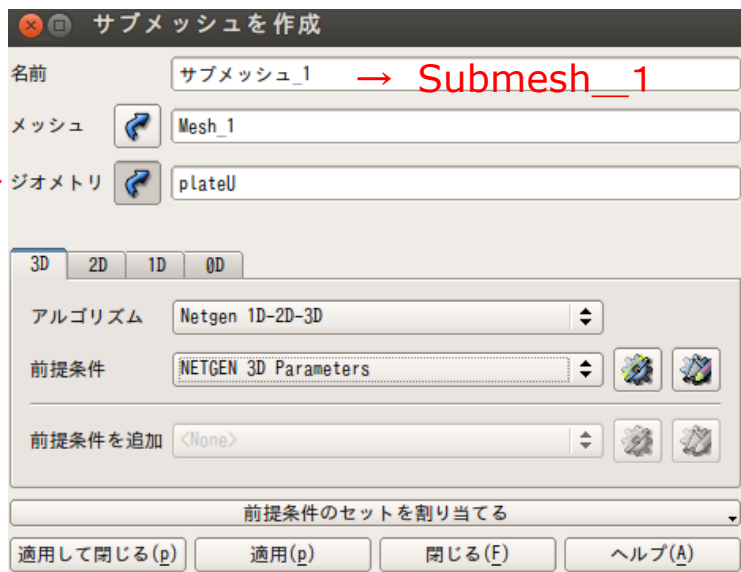 サブメッシュを作成
名前 サブメッシュ_1 → Submesh__1
メッシュ Mesh_1
ジオメトリ plateU
3D 2D 1D 0D
アルゴリズム Netgen 1D-2D-3D
前提条件 NETGEN 3D Parameters
前提条件を追加 <None>
前提条件のセットを割り当てる
適用して閉じる(p) 適用(p) 閉じる(F) ヘルプ(A)